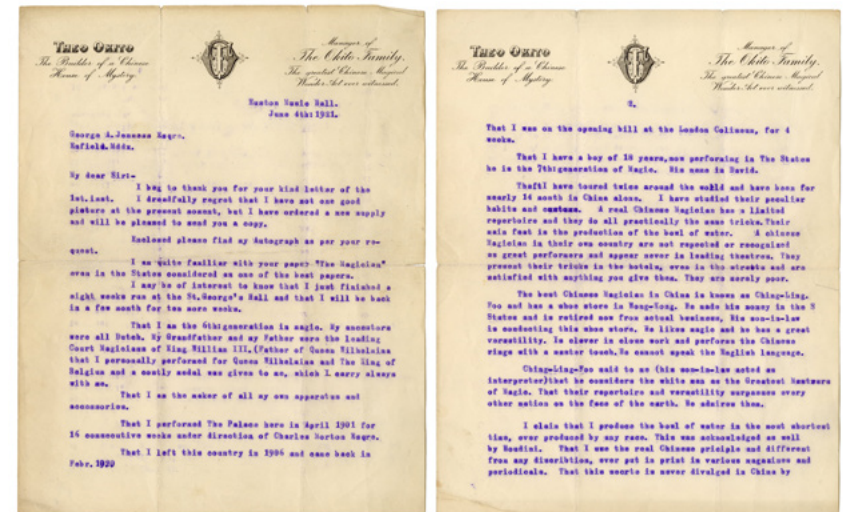 THEO OKITO
The Builder of a Chinese
House of Mystery.
Manager of
The Okito Family.
The greatest Chinese Magical
Wonder Act ever witnessed.
Huston Music Hall.
June 4th:1921.
George A.Jenness Esqre.
Enfield.Mddx.
My dear Sir:-
I beg to thank you for your kind letter of the
1st.inst. I dreadfully regret that I have not one good
picture at the present moment, but I have ordered a new supply
and will be pleased to send you a copy.
Enclosed please find my Autograph as per your re-
quest.
I am quite familiar with your paper "The Magician"
even in the States considered as one of the best papers.
I may be of interest to know that I just finished a
eight weeks run at the St.George's Hall and that I will be back
in a few month for two more weeks.
That I am the 6th:generation in magic. My ancestors
were all Dutch. My Grandfather and my Father were the leading
Court Magicians of King William III.(Father of Queen Wilhelmina
that I personally performed for Queen Wilhelmina and The King of
Belgium and a costly medal was given to me, which I carry always
with me.
That I am the maker of all my own apparatus and
accessories.
That I performed The Palace here in April 1901 for
16 consecutive weeks under direction of Charles Morton Esqre.
That I left this country in 1906 and came back in
Febr. 1920
THEO OKITO
The Builder of a Chinese
House of Mystery.
Manager of
The Okito Family.
The greatest Chinese Magical
Wonder Act ever witnessed.
2.
That I was on the opening bill at the London Coliseum, for 4
weeks.
That I have a boy of 18 years,now performing in The States
he is the 7th:generation of Magic. His name is David.
That I have toured twice around the world and have been for
nearly 14 month in China alone. I have studied their peculiar
habits and customs. A real Chinese Magician has a limited
repertoire and they do all practically the same tricks.Their
main feat is the production of the bowl of water. A chinese
Magician in their own country are not repected or recognized
as great performers and appear never in leading theatres. They
present their tricks in the hotels, even in the streets and are
satisfied with anything you give them. They are merely poor.
The best Chinese Magician in China is known as Ching-Ling.
Foo and has a shoe store in Hong-Kong. He made his money in the S
States and is retired now from actual business, His son-in-law
is conducting this shoe store. He likes magic and he has a great
versatility. Is clever in close work and performs the Chinese
rings with a master touch.He cannot speak the English language.
Ching-Ling-Foo said to me (his son-in-law acted as
interpreter)that he considers the white man as the Greatest Masters
of Magic. That their repertoire and versatility surpasses every
other nation on the face of the earth. He admires them.
I claim that I produce the bowl of water in the most shortest
time, ever produced by any race. This was acknowledged as well
by Houdini. That I use the real Chinese priciple and different
from any discribtion, ever put in print in various magazines and
periodicals. That this secrte is never divulged in China by